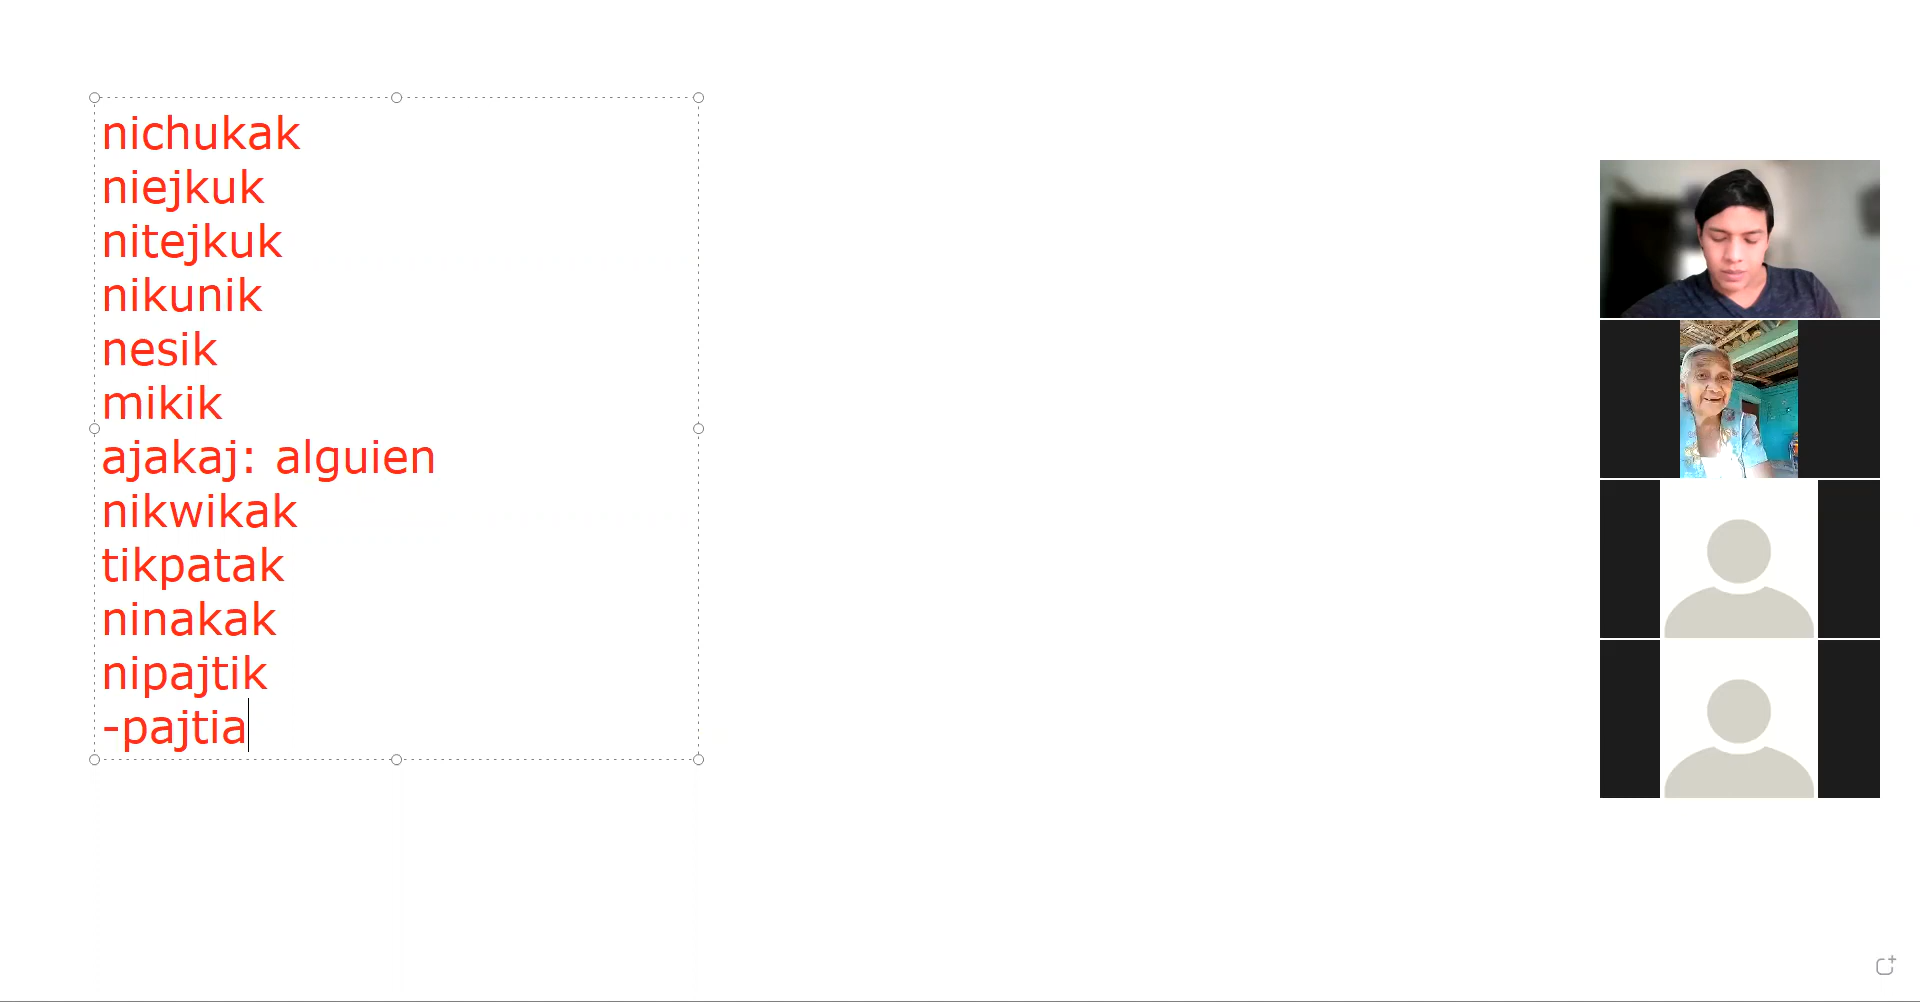 nichukak
niejkuk
nitejkuk
nikunik
nesik
mikik
ajakaj: alguien
nikwikak
tikpatak
ninakak
nipajtik
-pajtia